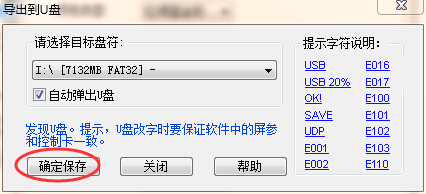 导出到U盘
请选择目标盘符:
I:\ [7132MB FAT32] -
自动弹出U盘
发现U盘。提示，U盘改字时要保证软件中的屏参
和控制卡一致。
确定保存 关闭 帮助
提示字符说明:
USB E016
USB 20% E017
OK! E100
SAVE E101
UDP E102
E001 E103
E002 E110